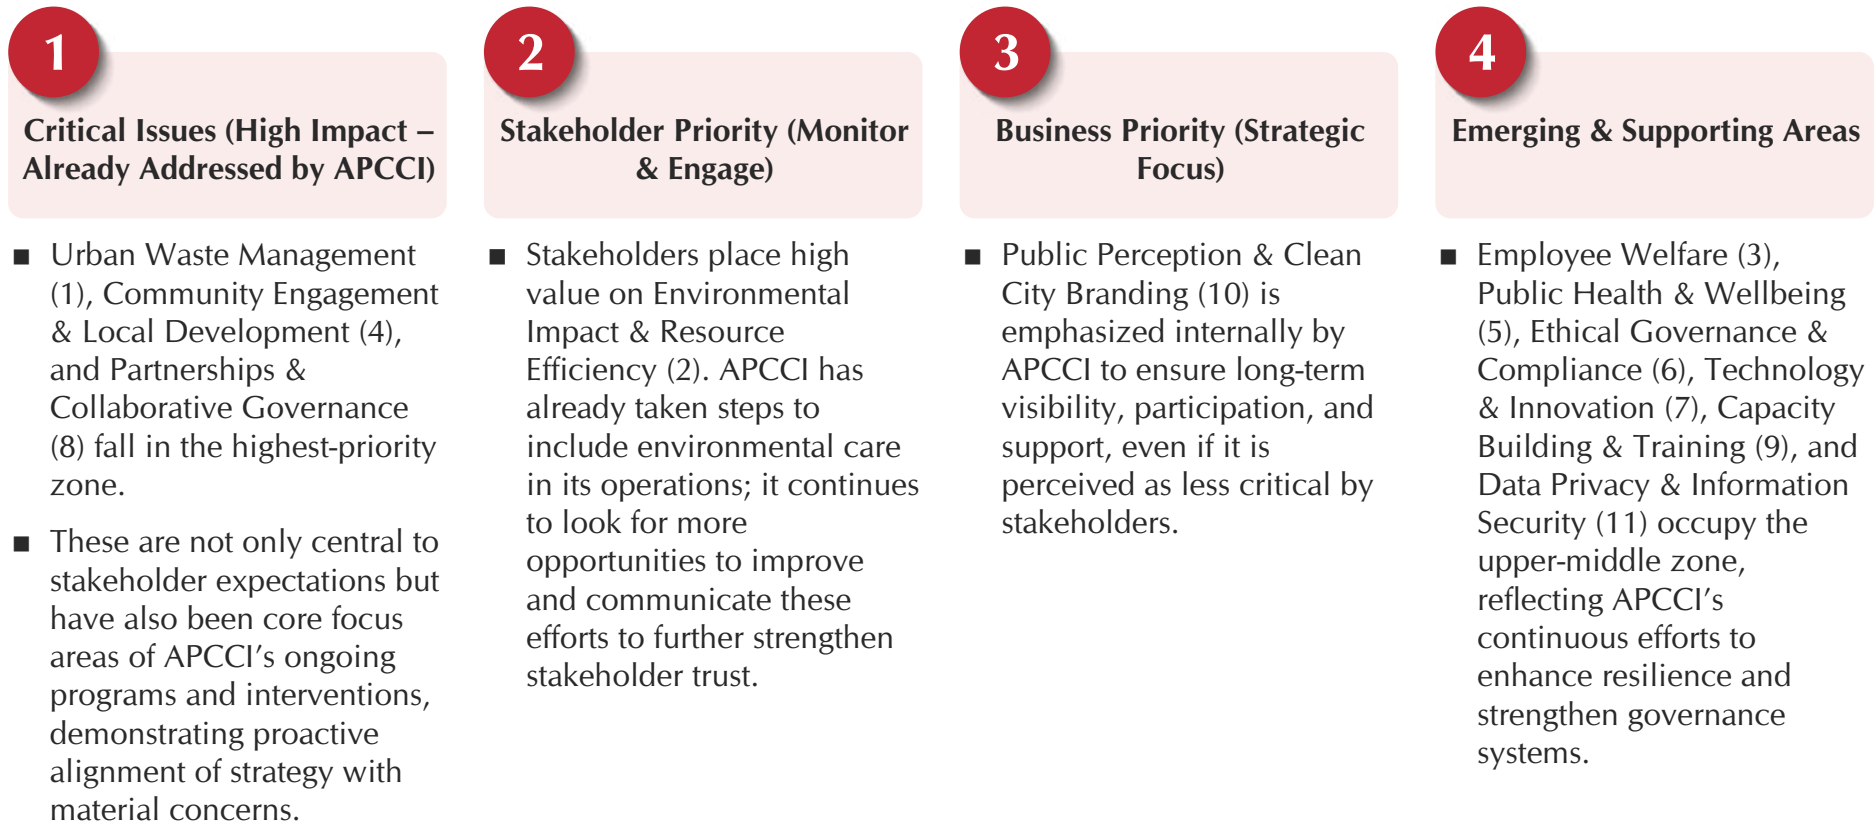 1
Critical Issues (High Impact –
Already Addressed by APCCI)
■ Urban Waste Management
(1), Community Engagement
& Local Development (4),
and Partnerships &
Collaborative Governance
(8) fall in the highest-priority
zone.
■ These are not only central to
stakeholder expectations but
have also been core focus
areas of APCCI’s ongoing
programs and interventions,
demonstrating proactive
alignment of strategy with
material concerns.
2
Stakeholder Priority (Monitor
& Engage)
■ Stakeholders place high
value on Environmental
Impact & Resource
Efficiency (2). APCCI has
already taken steps to
include environmental care
in its operations; it continues
to look for more
opportunities to improve
and communicate these
efforts to further strengthen
stakeholder trust.
3
Business Priority (Strategic
Focus)
■ Public Perception & Clean
City Branding (10) is
emphasized internally by
APCCI to ensure long-term
visibility, participation, and
support, even if it is
perceived as less critical by
stakeholders.
4
Emerging & Supporting Areas
■ Employee Welfare (3),
Public Health & Wellbeing
(5), Ethical Governance &
Compliance (6), Technology
& Innovation (7), Capacity
Building & Training (9), and
Data Privacy & Information
Security (11) occupy the
upper-middle zone,
reflecting APCCI’s
continuous efforts to
enhance resilience and
strengthen governance
systems.